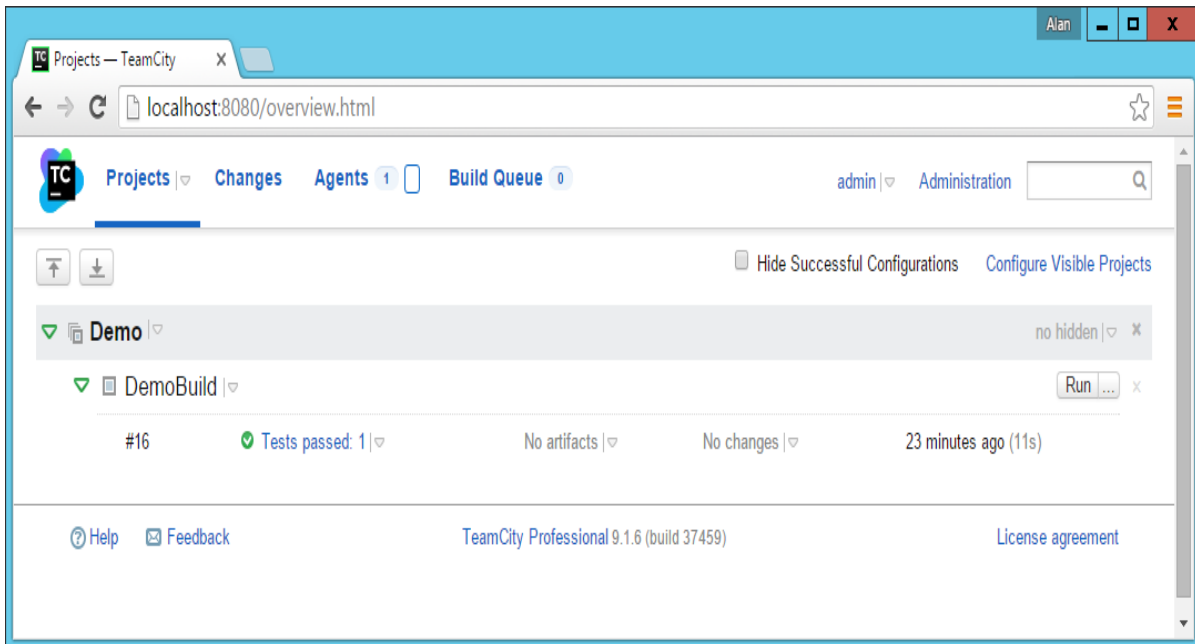 Alan
TC Projects — TeamCity X
localhost:8080/overview.html
TC Projects Changes Agents 1 Build Queue 0 admin Administration
Hide Successful Configurations Configure Visible Projects
Demo no hidden
DemoBuild Run ...
#16 Tests passed: 1 No artifacts No changes 23 minutes ago (11s)
Help Feedback TeamCity Professional 9.1.6 (build 37459) License agreement